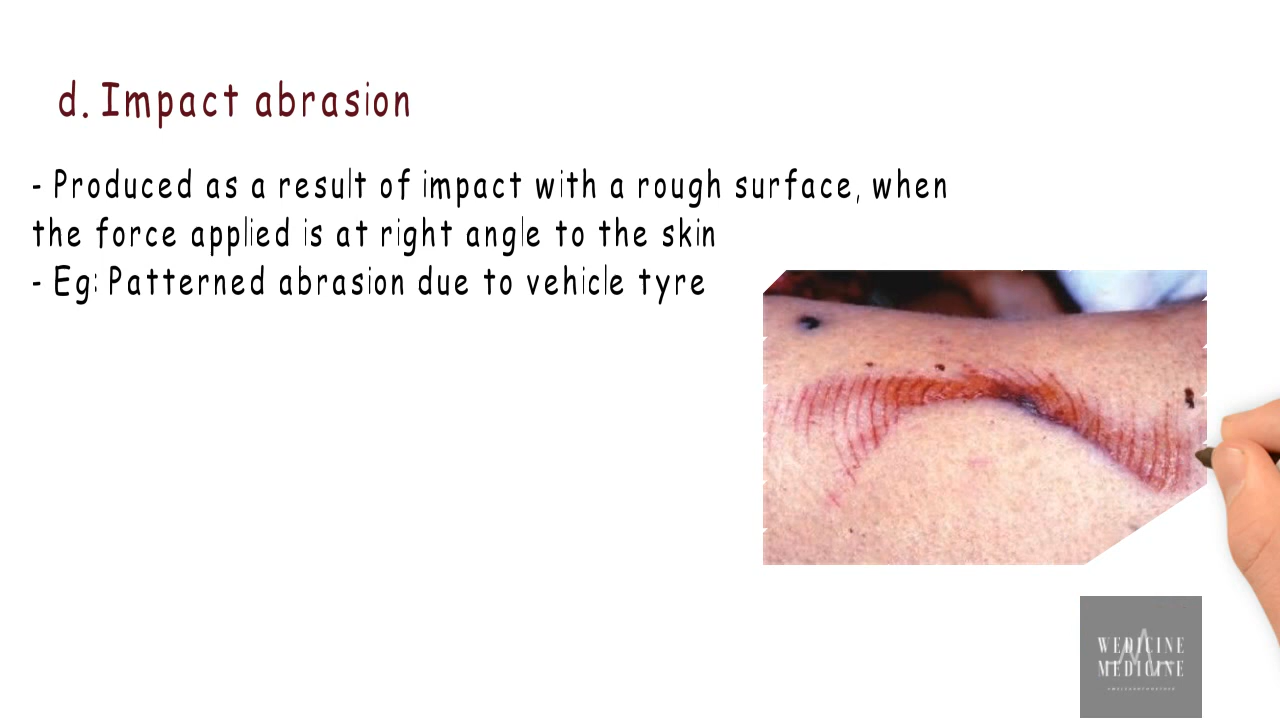 d. Impact abrasion
- Produced as a result of impact with a rough surface, when
the force applied is at right angle to the skin
- Eg: Patterned abrasion due to vehicle tyre
WEDICINE
MEDICINE